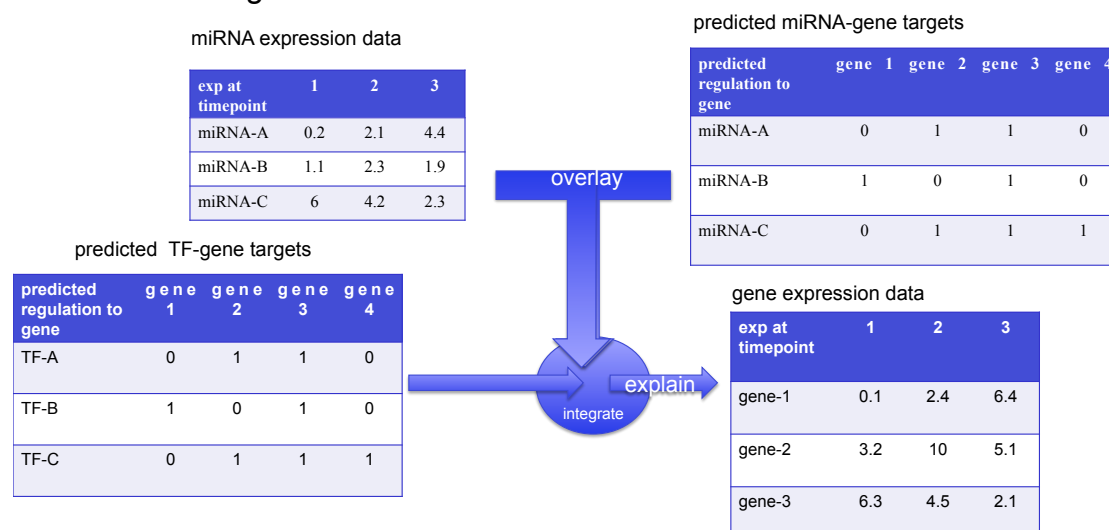 predicted miRNA-gene targets
miRNA expression data
exp at timepoint 1 2 3
miRNA-A 0.2 2.1 4.4
miRNA-B 1.1 2.3 1.9
miRNA-C 6 4.2 2.3
predicted regulation to gene gene 1 gene 2 gene 3 gene 4
miRNA-A 0 1 1 0
miRNA-B 1 0 1 0
miRNA-C 0 1 1 1
overlay
predicted TF-gene targets
predicted regulation to gene gene 1 gene 2 gene 3 gene 4
TF-A 0 1 1 0
TF-B 1 0 1 0
TF-C 0 1 1 1
integrate
explain
gene expression data
exp at timepoint 1 2 3
gene-1 0.1 2.4 6.4
gene-2 3.2 10 5.1
gene-3 6.3 4.5 2.1